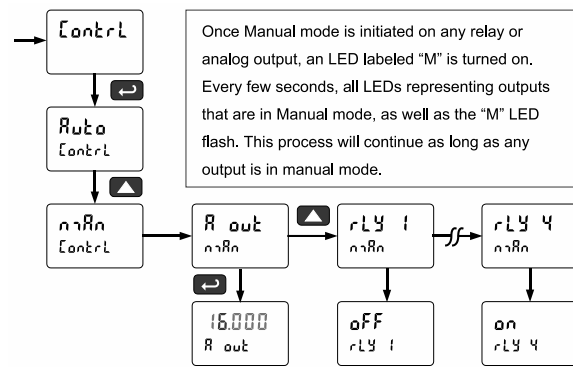 Contrl
Once Manual mode is initiated on any relay or
analog output, an LED labeled “M” is turned on.
Every few seconds, all LEDs representing outputs
that are in Manual mode, as well as the “M” LED
flash. This process will continue as long as any
output is in manual mode.
Auto
Contrl
mAn
Contrl
A out
mAn
rLY 1
mAn
rLY 4
mAn
16.000
A out
oFF
rLY 1
on
rLY 4